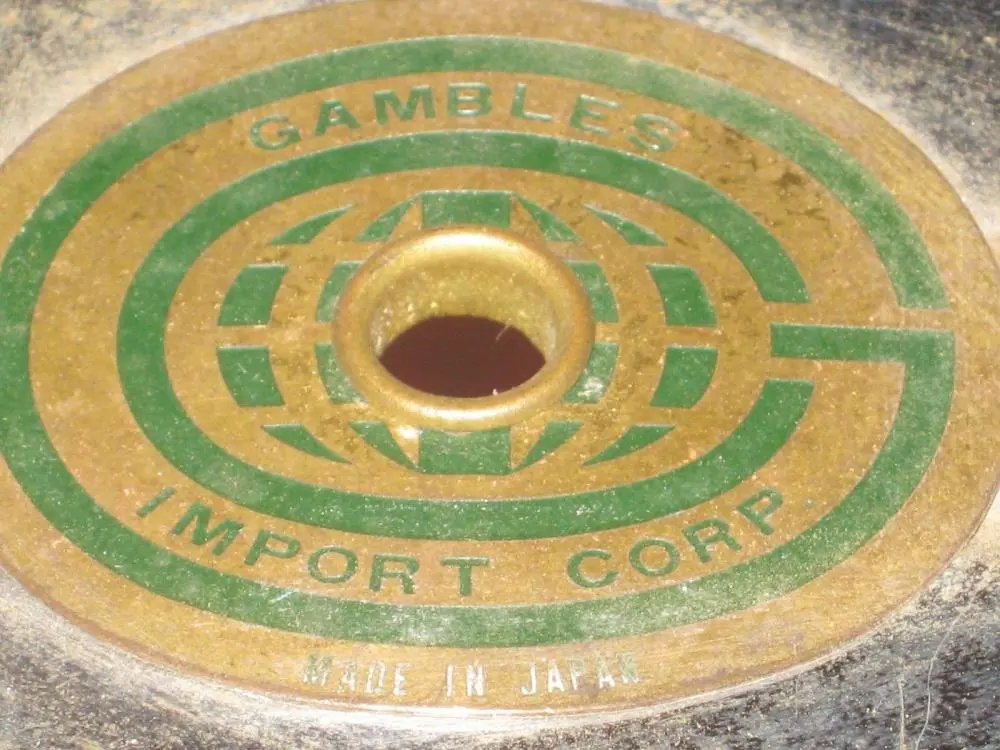 GAMBLES
IMPORT CORP.
MADE IN JAPAN